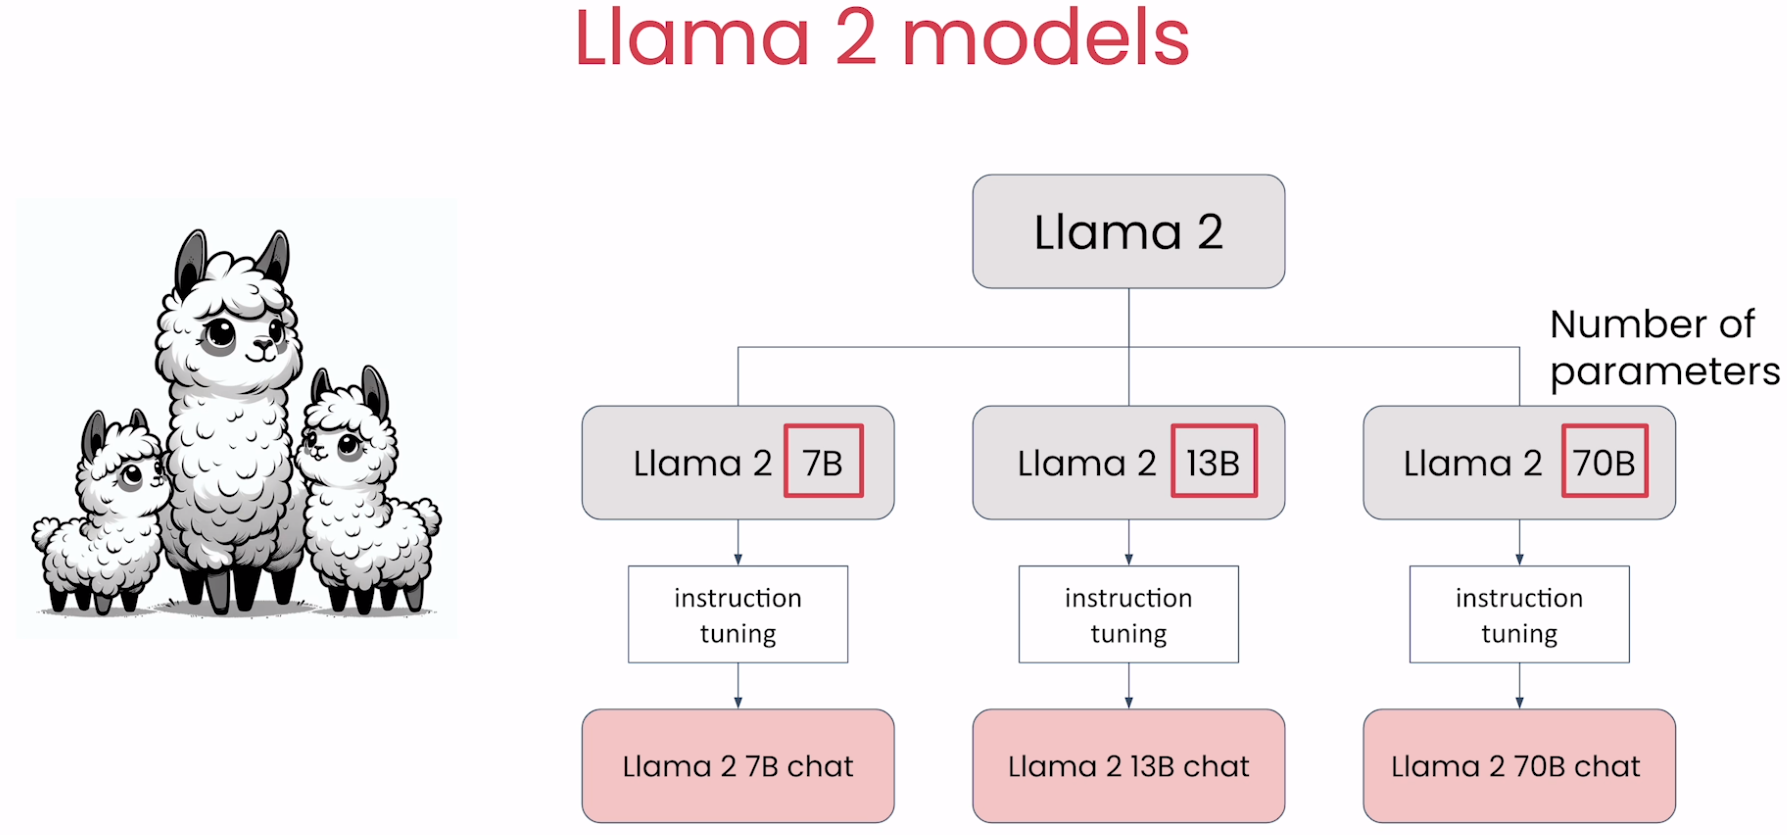 Llama 2 models
Llama 2
Number of
parameters
Llama 2 7B
Llama 2 13B
Llama 2 70B
instruction
tuning
instruction
tuning
instruction
tuning
Llama 2 7B chat
Llama 2 13B chat
Llama 2 70B chat